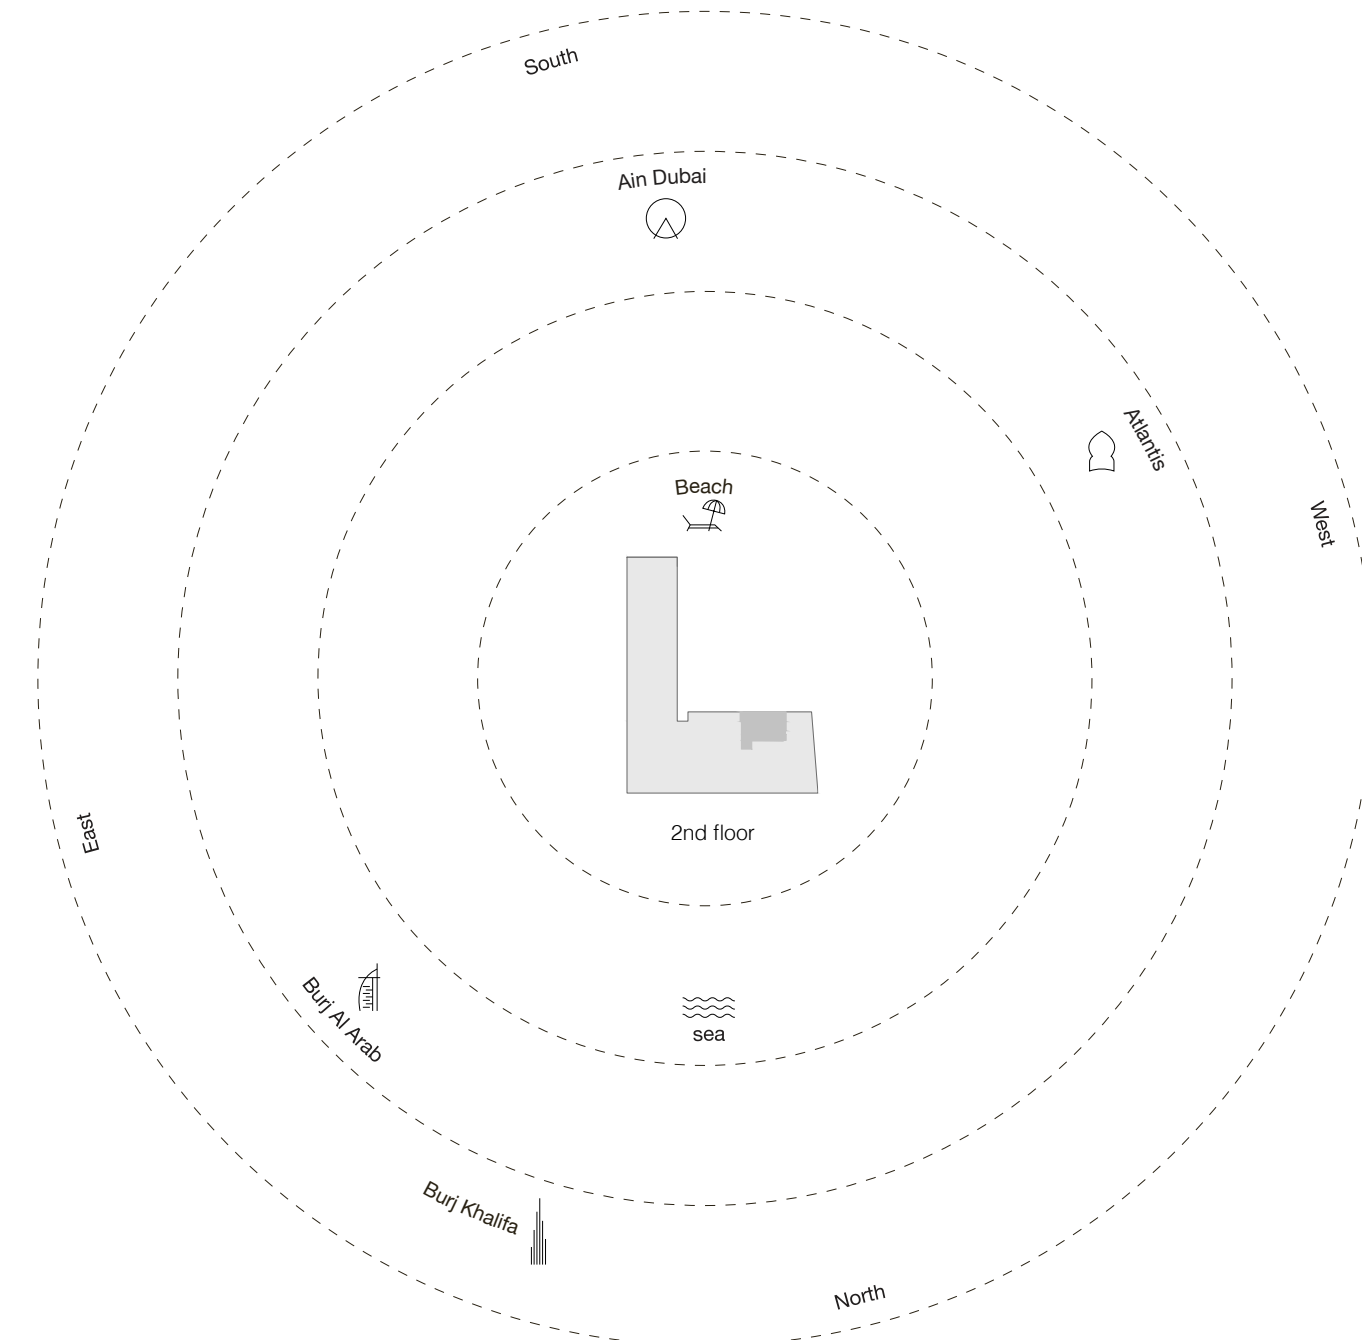 South
Ain Dubai
Atlantis
Beach
West
East
2nd floor
Burj Al Arab
sea
Burj Khalifa
North